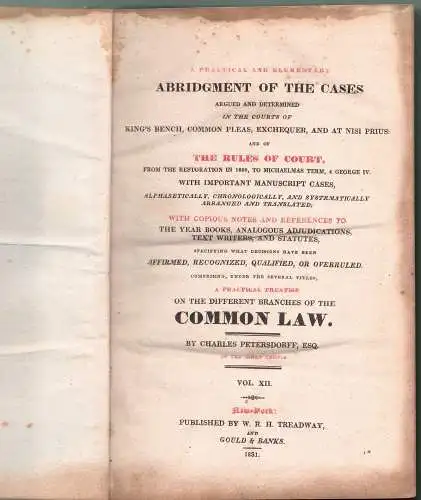 A PRACTICAL AND ELEMENTARY
ABRIDGMENT OF THE CASES
ARGUED AND DETERMINED
IN THE COURTS OF
KING'S BENCH, COMMON PLEAS, EXCHEQUER, AND AT NISI PRIUS:
AND OF
THE RULES OF COURT,
FROM THE RESTORATION IN 1660, TO MICHAELMAS TERM, 4 GEORGE IV.
WITH IMPORTANT MANUSCRIPT CASES,
ALPHABETICALLY, CHRONOLOGICALLY, AND SYSTEMATICALLY
ARRANGED AND TRANSLATED;
WITH COPIOUS NOTES AND REFERENCES TO
THE YEAR BOOKS, ANALOGOUS ADJUDICATIONS,
TEXT WRITERS, AND STATUTES,
SPECIFYING WHAT DECISIONS HAVE BEEN
AFFIRMED, RECOGNIZED, QUALIFIED, OR OVERRULED.
COMPRISING, UNDER THE SEVERAL TITLES,
A PRACTICAL TREATISE
ON THE DIFFERENT BRANCHES OF THE
COMMON LAW.
BY CHARLES PETERSDORFF, ESQ.
OF THE INNER TEMPLE
VOL. XII.
New-York:
PUBLISHED BY W. R. H. TREADWAY,
AND
GOULD & BANKS.
1831.